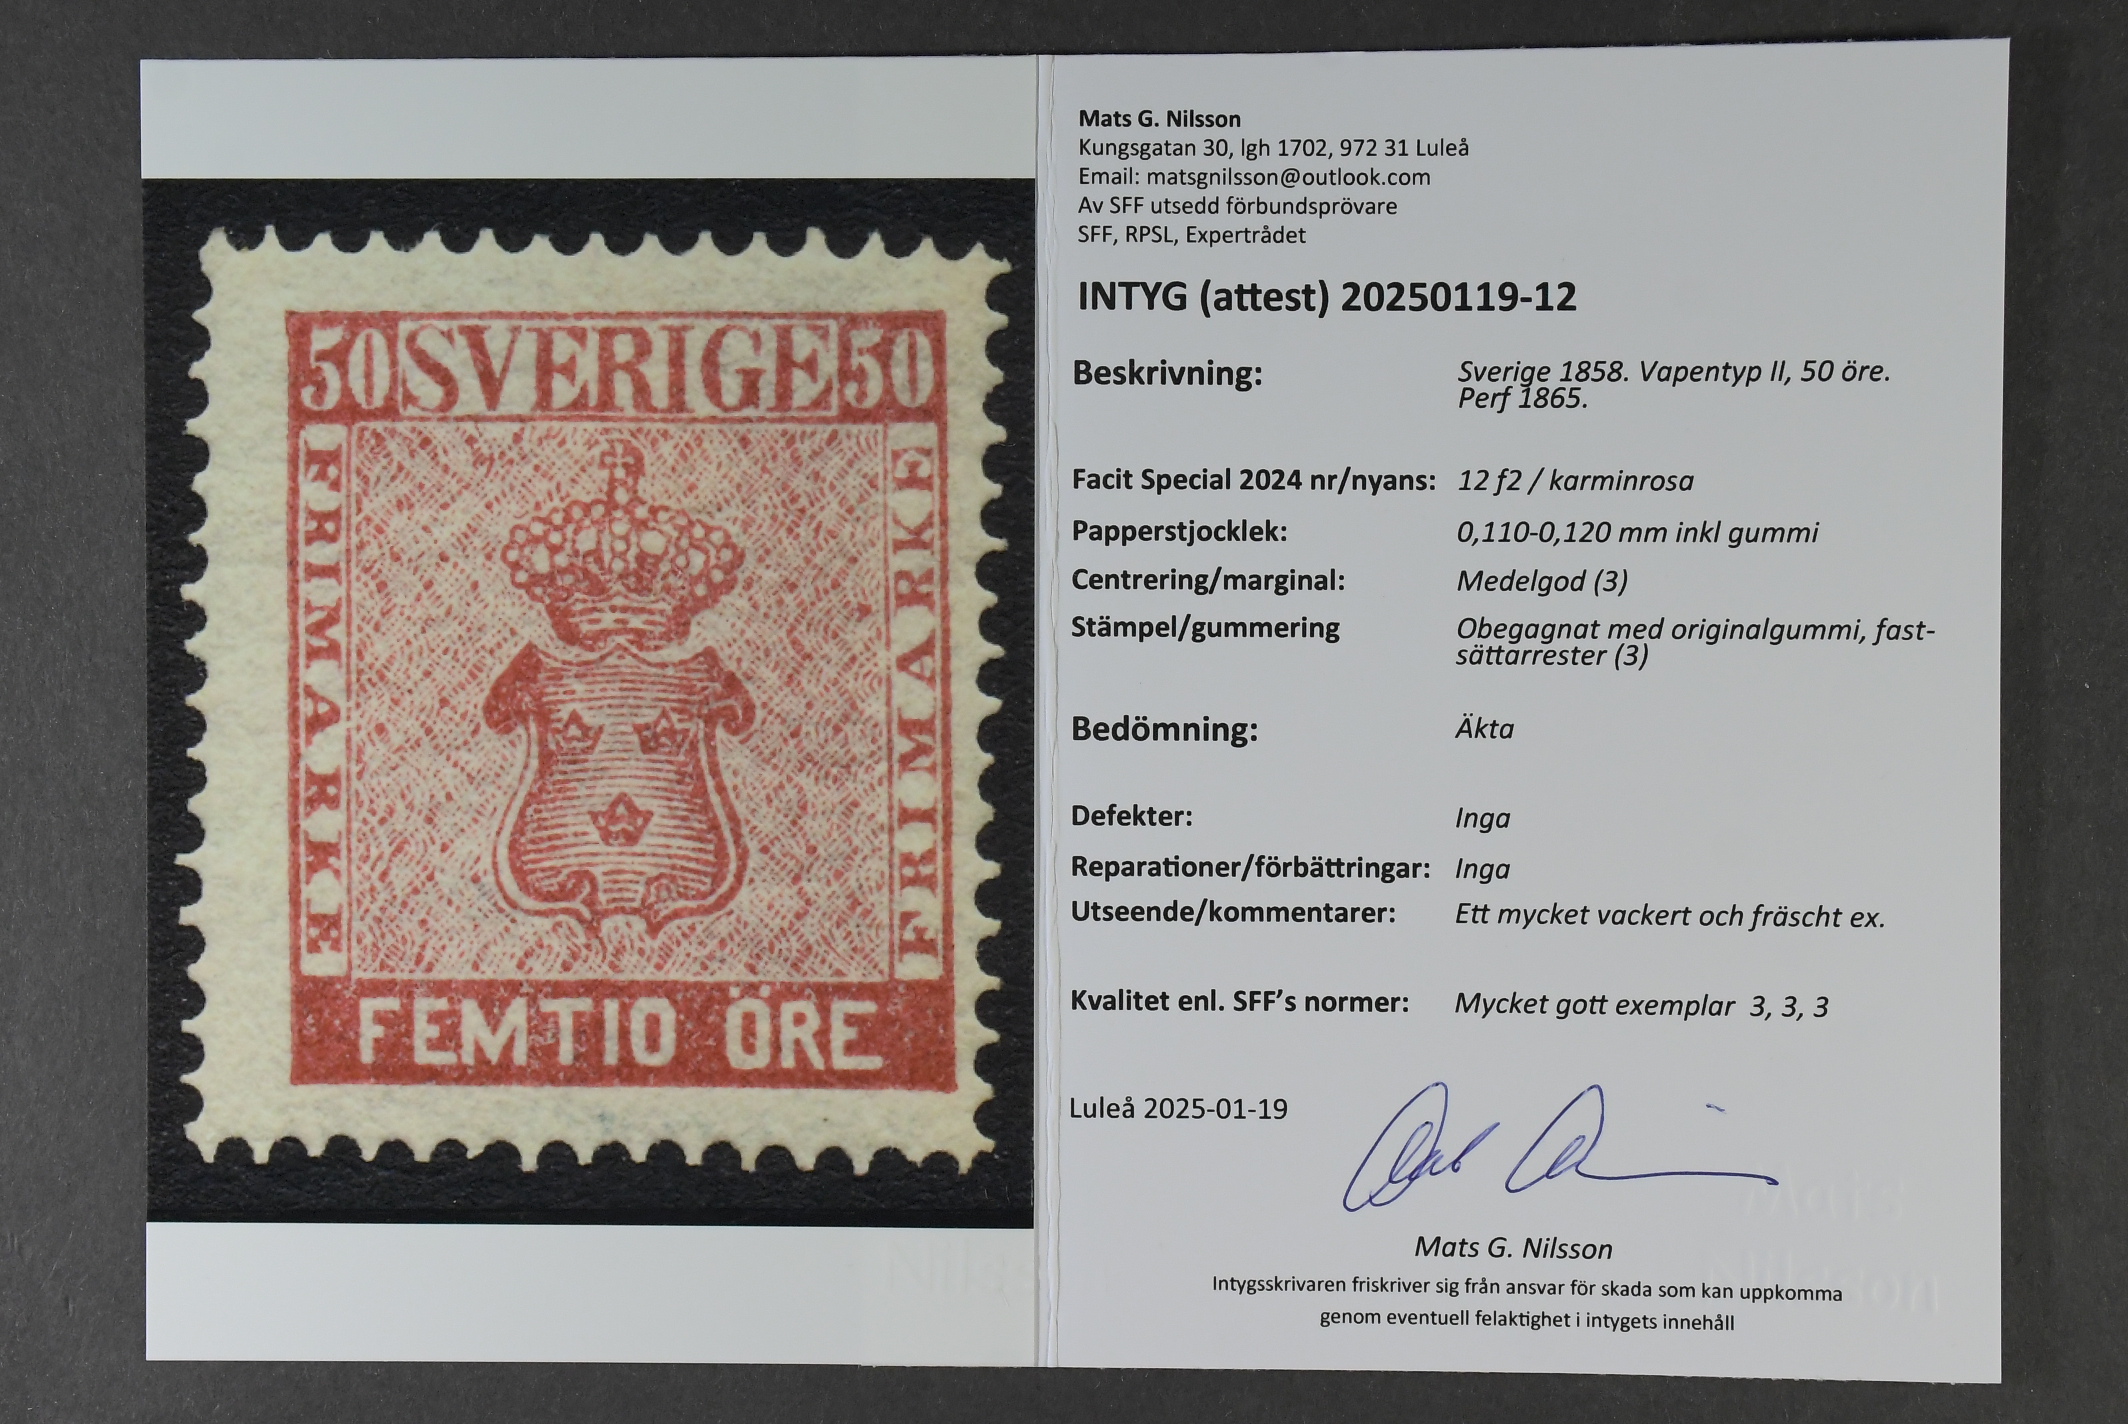 50 SVERIGE 50
FRIMARKE
FRIMARKE
FEMTIO ÖRE
Mats G. Nilsson
Kungsgatan 30, lgh 1702, 972 31 Luleå
Email: matsgnilsson@outlook.com
Av SFF utsedd förbundsprövare
SFF, RPSL, Expertrådet
INTYG (attest) 20250119-12
Beskrivning: Sverige 1858. Vapentyp II, 50 öre.
Perf 1865.
Facit Special 2024 nr/nyans: 12 f2 / karminrosa
Papperstjocklek: 0,110-0,120 mm inkl gummi
Centrering/marginal: Medelgod (3)
Stämpel/gummering Obegagnat med originalgummi, fast-
sättarrester (3)
Bedömning: Äkta
Defekter: Inga
Reparationer/förbättringar: Inga
Utseende/kommentarer: Ett mycket vackert och fräscht ex.
Kvalitet enl. SFF's normer: Mycket gott exemplar 3, 3, 3
Luleå 2025-01-19
Mats G. Nilsson
Intygsskrivaren friskriver sig från ansvar för skada som kan uppkomma
genom eventuell felaktighet i intygets innehåll
Mats
Nilsson